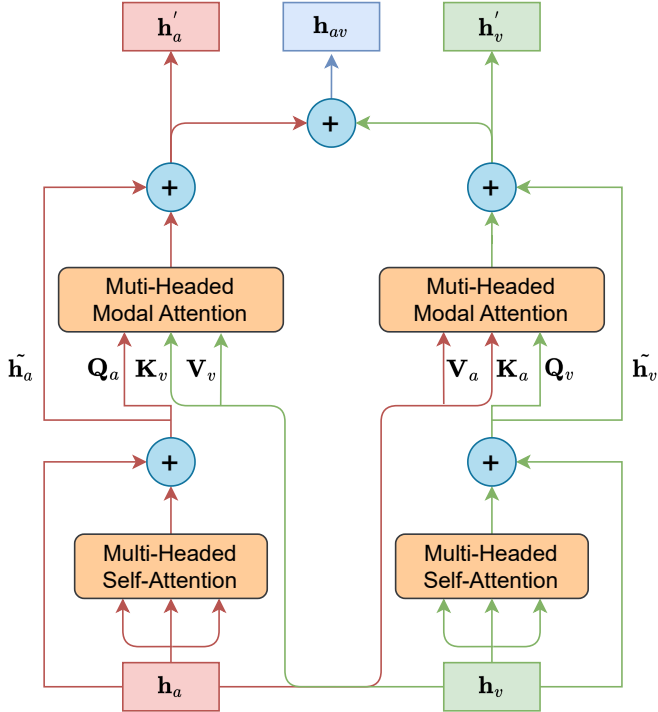 h′ₐ
hₐᵥ
h′ᵥ
+
+
+
Muti-Headed
Modal Attention
Muti-Headed
Modal Attention
h̃ₐ
Qₐ
Kᵥ
Vᵥ
Vₐ
Kₐ
Qᵥ
h̃ᵥ
+
+
Multi-Headed
Self-Attention
Multi-Headed
Self-Attention
hₐ
hᵥ